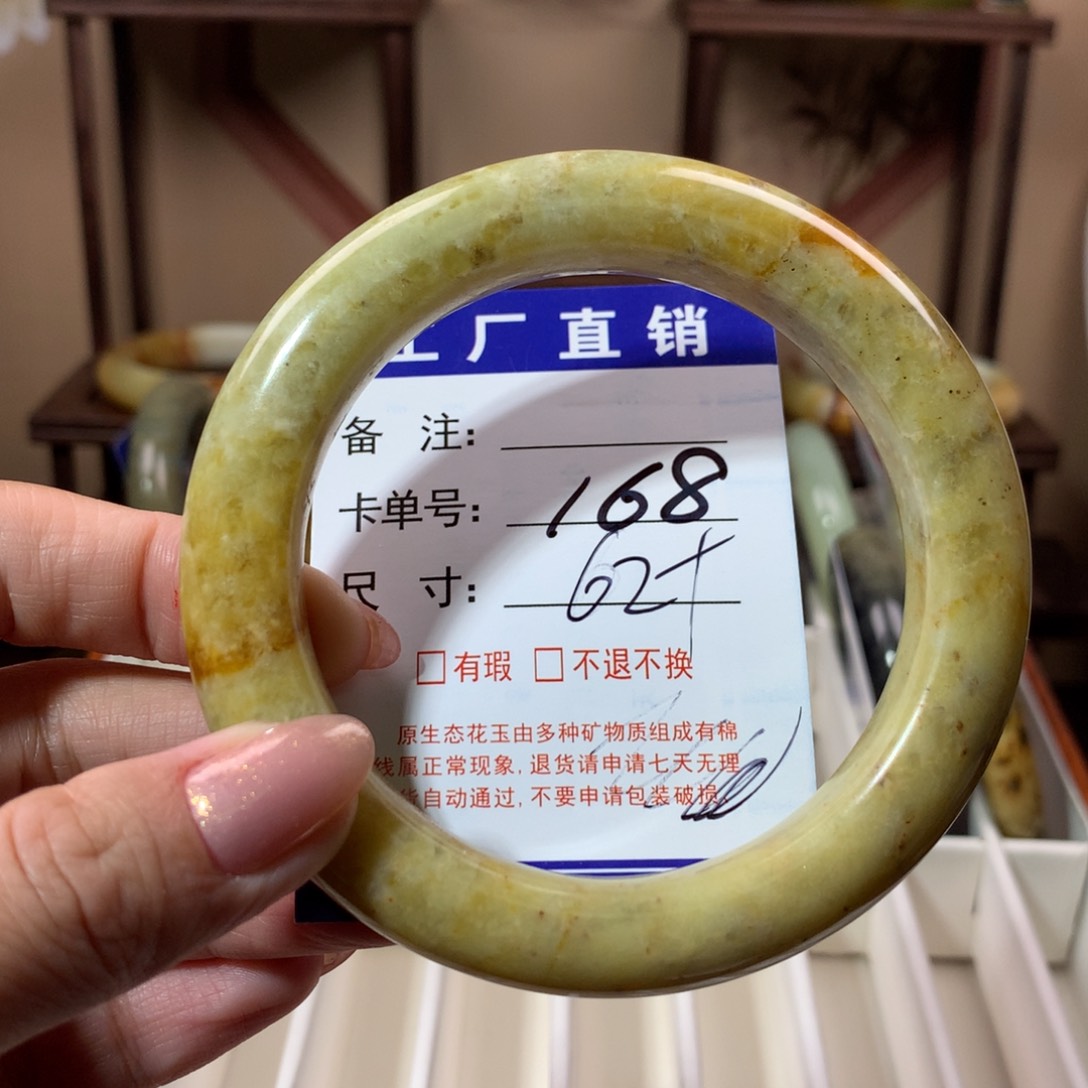 工厂直销
备 注:
卡单号: 168
尺 寸: 62+
□有瑕 □不退不换
原生态花玉由多种矿物质组成有棉
线属正常现象,退货请申请七天无理
货自动通过,不要申请包装破损